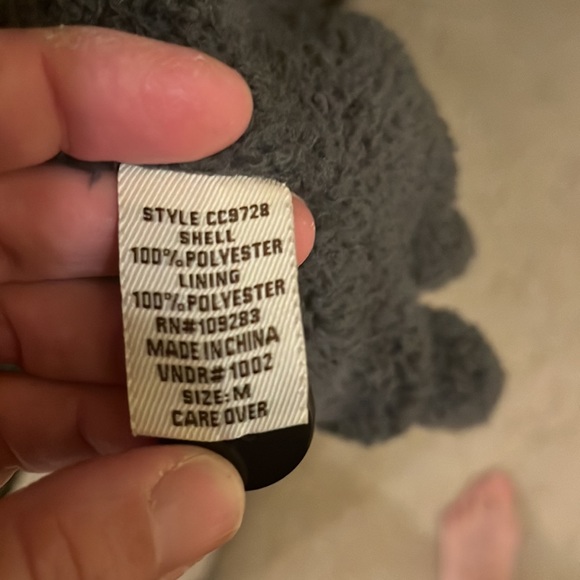 STYLE CC9728
SHELL
100% POLYESTER
LINING
100% POLYESTER
RN#109283
MADE IN CHINA
VNDR# 1002
SIZE: M
CARE OVER